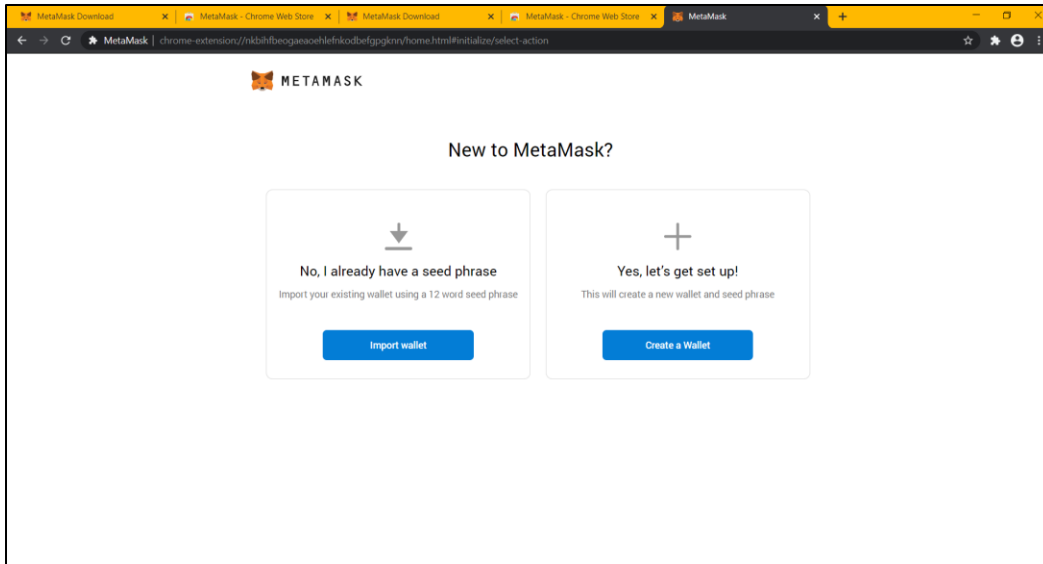 MetaMask Download
MetaMask - Chrome Web Store
MetaMask Download
MetaMask - Chrome Web Store
MetaMask
MetaMask | chrome-extension://nkbihfbeogaeaoehlefnkodbefgpgknn/home.html#initialize/select-action
METAMASK
New to MetaMask?
No, I already have a seed phrase
Import your existing wallet using a 12 word seed phrase
Import wallet
Yes, let's get set up!
This will create a new wallet and seed phrase
Create a Wallet